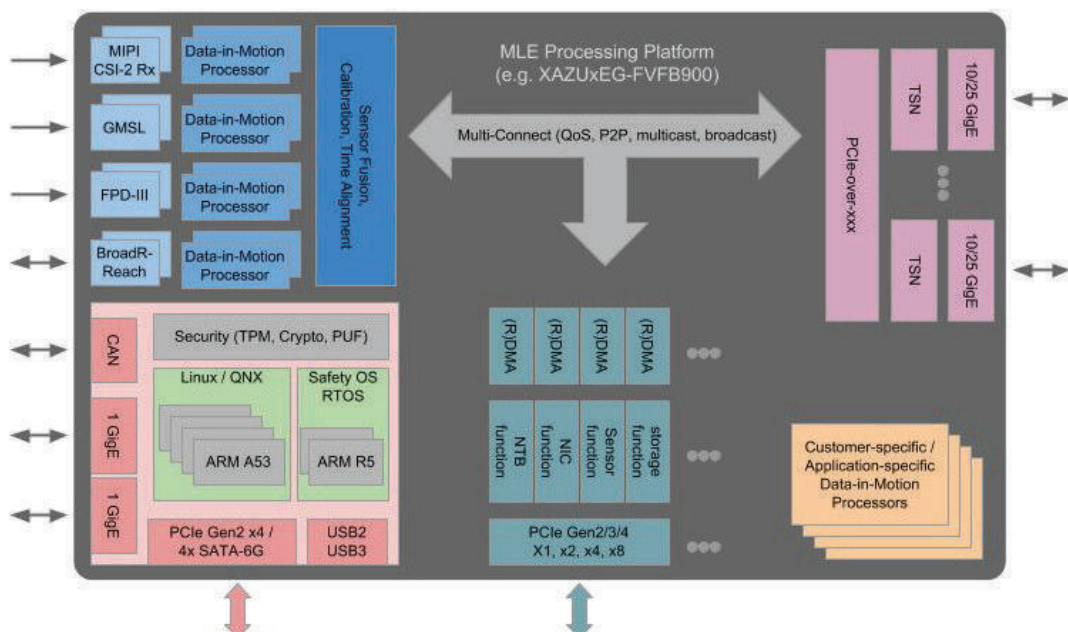 MIPI
CSI-2 Rx
Data-in-Motion
Processor
GMSL
Data-in-Motion
Processor
FPD-III
Data-in-Motion
Processor
BroadR-
Reach
Data-in-Motion
Processor
Sensor Fusion,
Calibration, Time Alignment
MLE Processing Platform
(e.g. XAZUxEG-FVFB900)
Multi-Connect (QoS, P2P, multicast, broadcast)
PCIe-over-xxx
TSN
10/25 GigE
TSN
10/25 GigE
CAN
1 GigE
1 GigE
Security (TPM, Crypto, PUF)
Linux / QNX
ARM A53
Safety OS
RTOS
ARM R5
PCIe Gen2 x4 /
4x SATA-6G
USB2
USB3
(R)DMA
(R)DMA
(R)DMA
(R)DMA
NTB
function
NIC
function
Sensor
function
storage
function
PCIe Gen2/3/4
X1, x2, x4, x8
Customer-specific /
Application-specific
Data-in-Motion
Processors